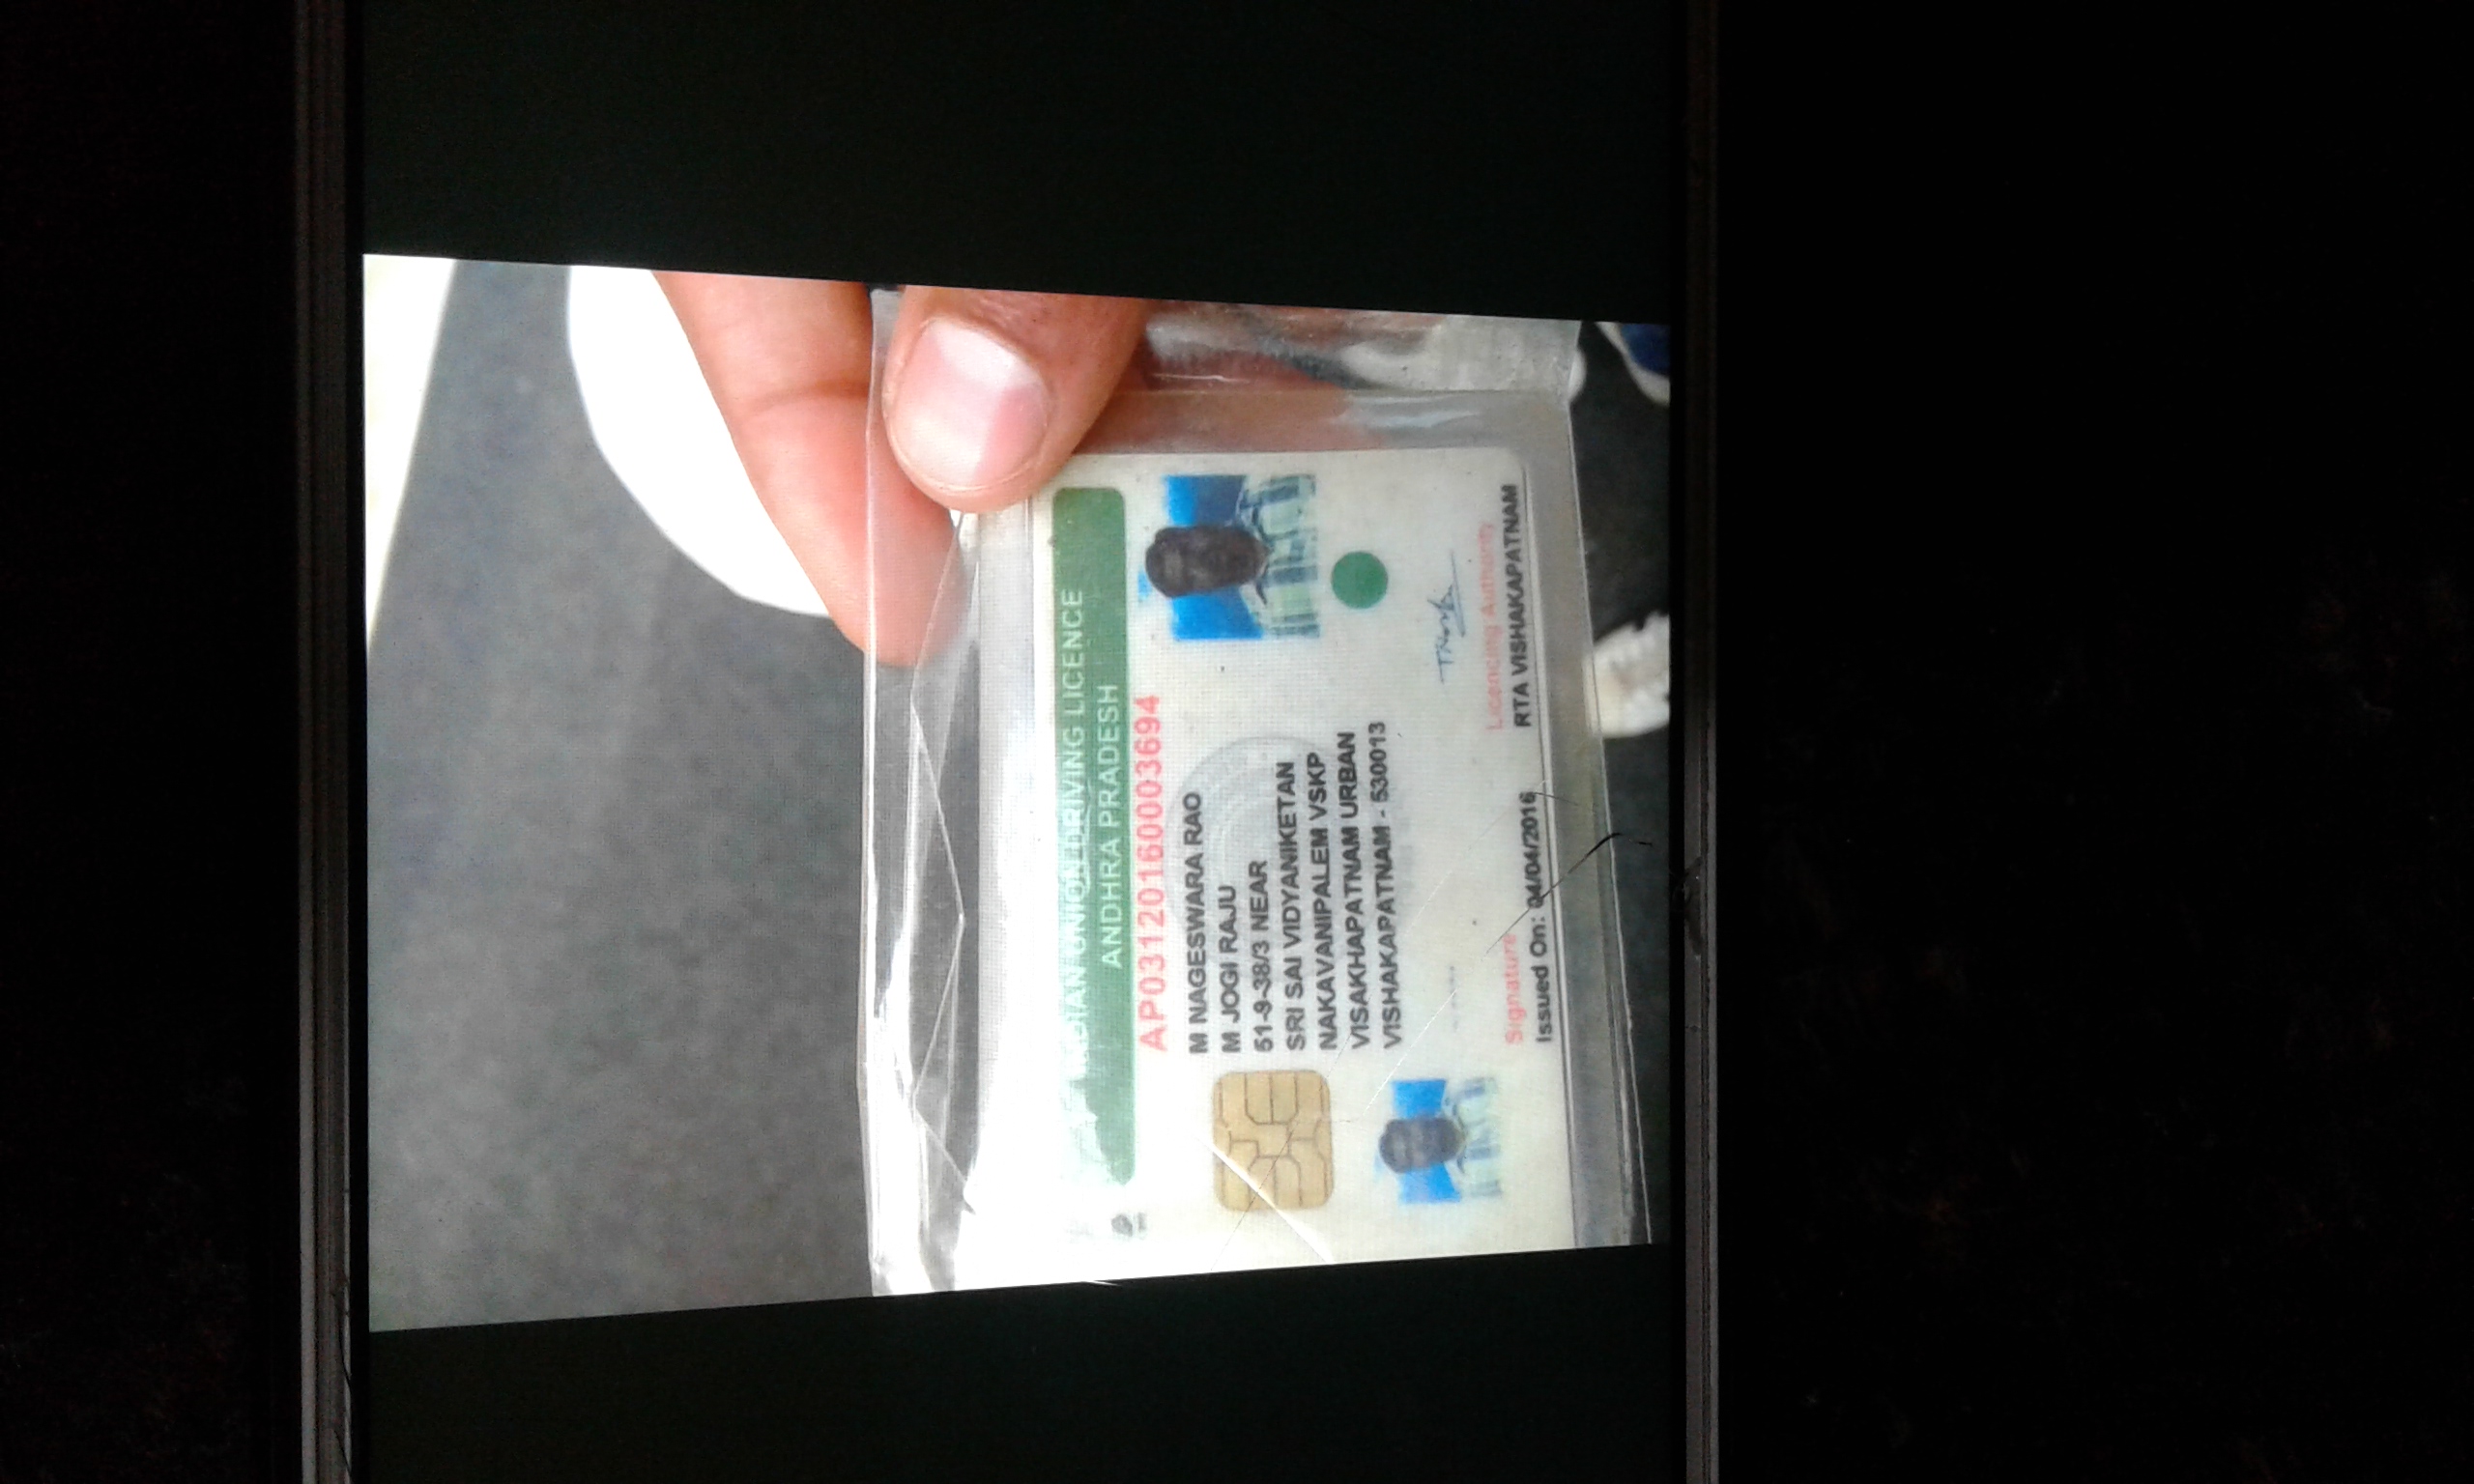 INDIAN UNION DRIVING LICENCE
ANDHRA PRADESH
AP03120160003694
M NAGESWARA RAO
M JOGI RAJU
51-9-38/3 NEAR
SRI SAI VIDYANIKETAN
NAKAVANIPALEM VSKP
VISAKHAPATNAM URBAN
VISHAKAPATNAM - 530013
Signature
Licencing Authority
Issued On: 04/04/2016
RTA VISHAKAPATNAM